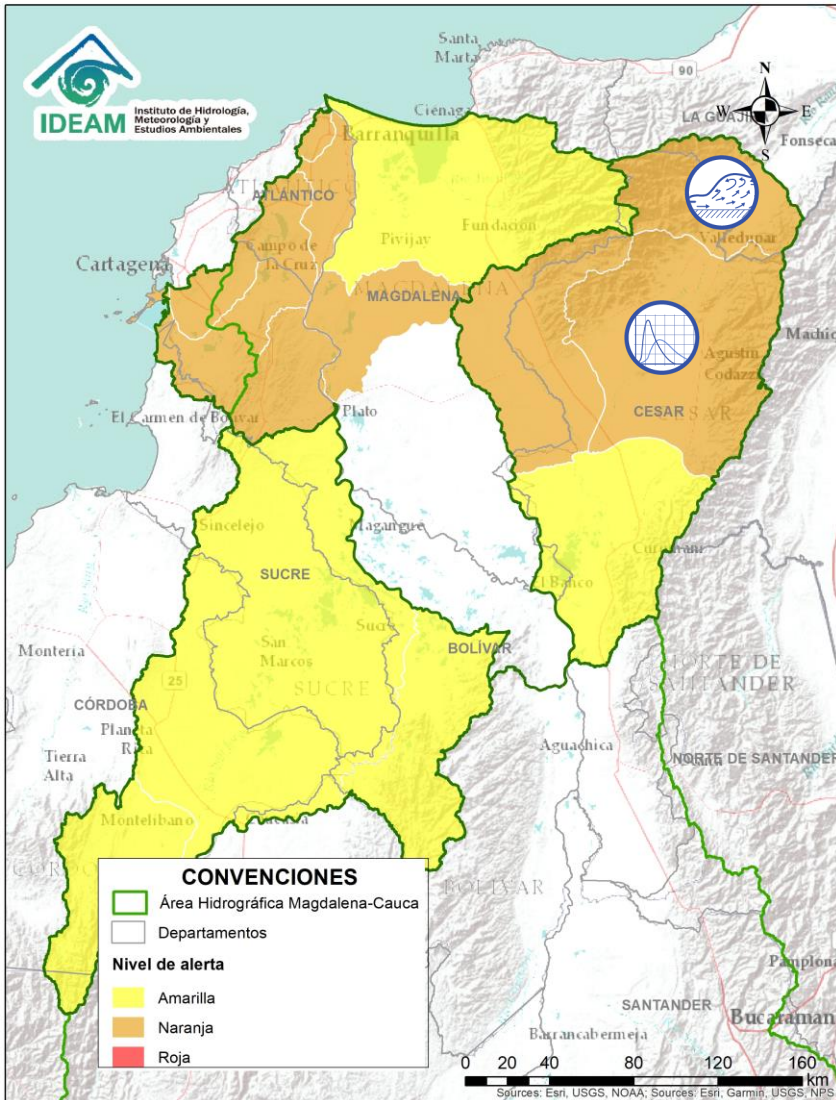 IDEAM
Instituto de Hidrología,
Meteorología y
Estudios Ambientales
Santa
Marta
90
N
W
E
S
LA GUAJIRA
Fonseca
Ciénaga
Barranquilla
ATLÁNTICO
Valledupar
Fundación
Pivijay
Campo de
la Cruz
Cartagena
MAGDALENA
Agustín
Codazzi
CESAR
El Carmen de Bolívar
Plato
Sincelejo
Magangue
SUCRE
El Banco
Sucre
San
Marcos
BOLÍVAR
SUCRE
Montería
25
CÓRDOBA
Planeta
Rica
Tierra
Alta
NORTE DE
SANTANDER
Aguachica
NORTE DE SANTANDER
Montelibano
BOLÍVAR
CONVENCIONES
Área Hidrográfica Magdalena-Cauca
Departamentos
Nivel de alerta
Amarilla
Naranja
Roja
Pamplona
SANTANDER
Bucaraman
Barrancabermeja
0 20 40 80 120 160
km
Sources: Esri, USGS, NOAA; Sources: Esri, Garmin, USGS, NPS